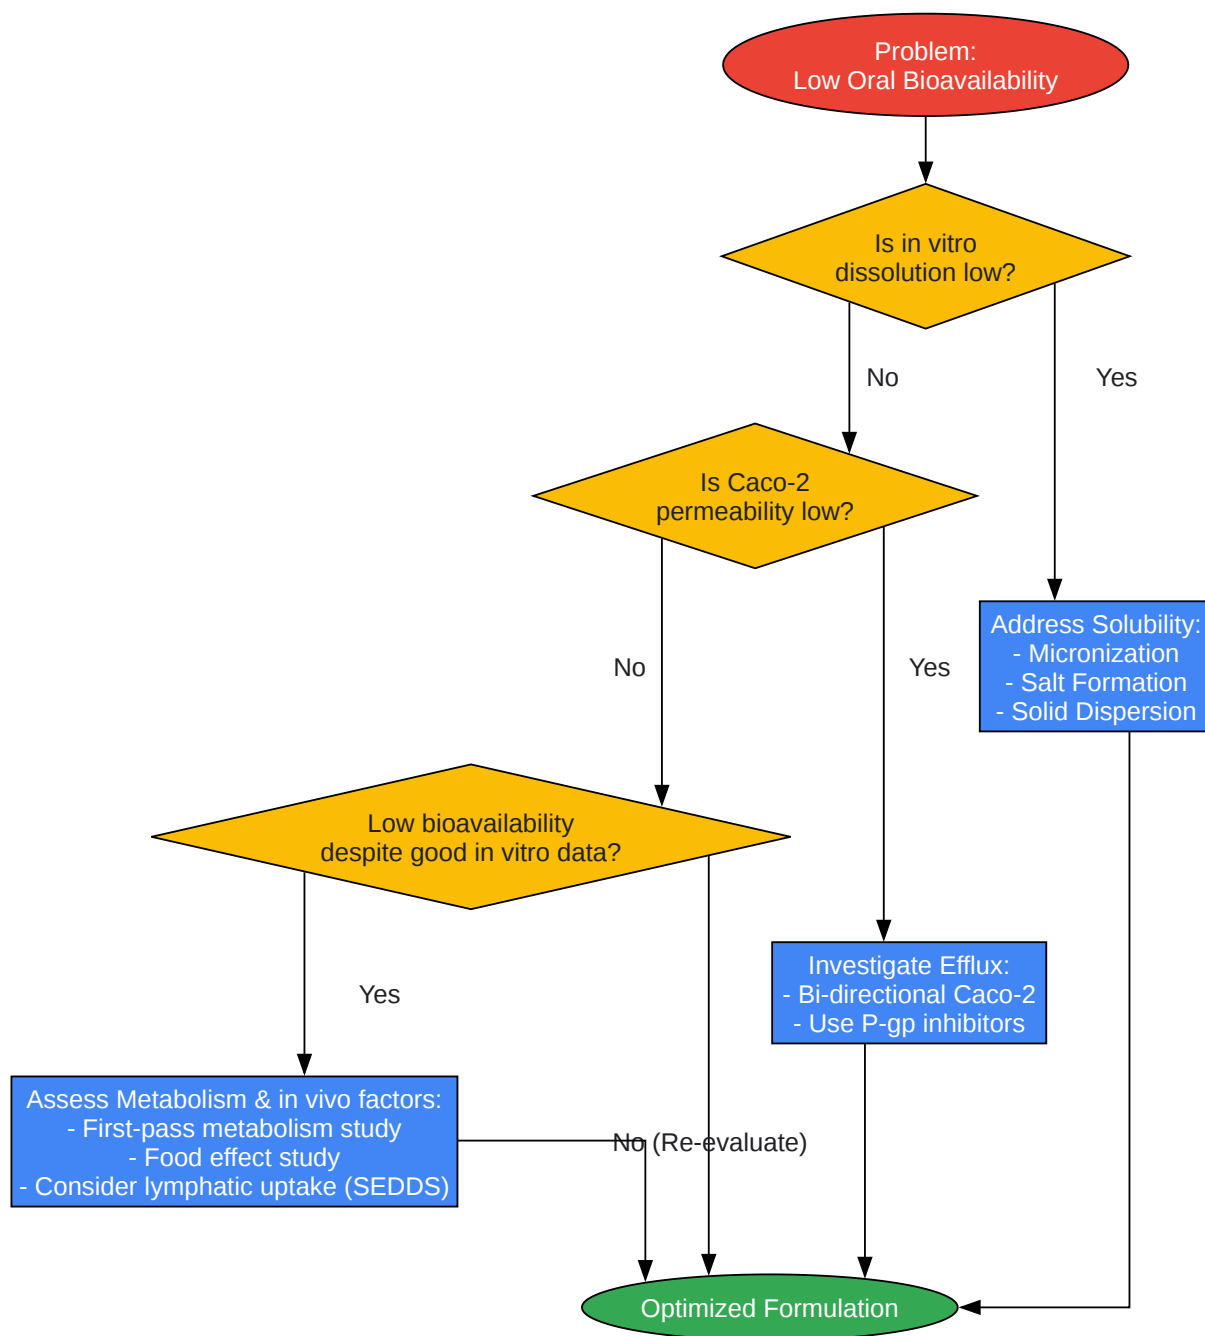 Problem:
Low Oral Bioavailability
Is in vitro
dissolution low?
No
Yes
Is Caco-2
permeability low?
No
Yes
Address Solubility:
- Micronization
- Salt Formation
- Solid Dispersion
Low bioavailability
despite good in vitro data?
Yes
Investigate Efflux:
- Bi-directional Caco-2
- Use P-gp inhibitors
Assess Metabolism & in vivo factors:
- First-pass metabolism study
- Food effect study
- Consider lymphatic uptake (SEDDS)
No (Re-evaluate)
Optimized Formulation